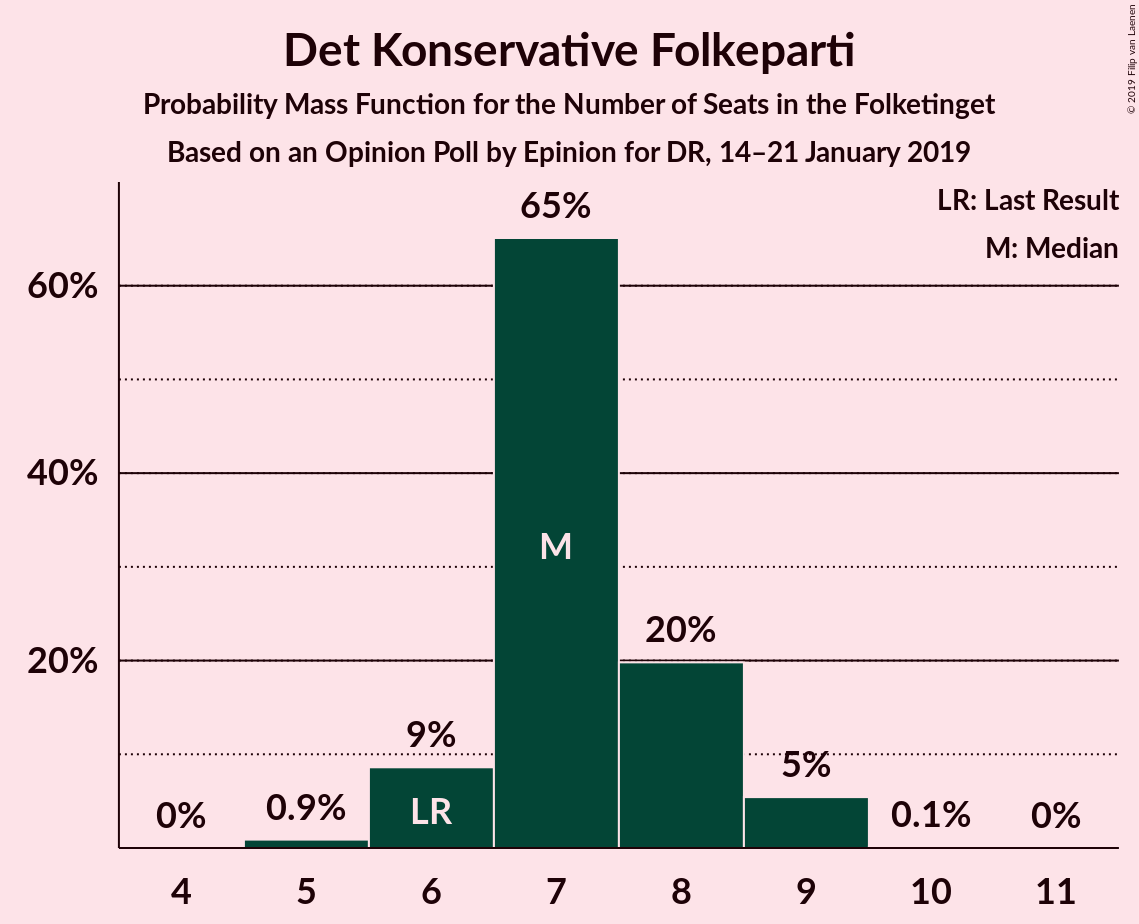 Det Konservative Folkeparti
Probability Mass Function for the Number of Seats in the Folketinget
Based on an Opinion Poll by Epinion for DR, 14–21 January 2019
© 2019 Filip van Laenen
LR: Last Result
M: Median
65%
60%
40%
M
20%
20%
9%
5%
0%
0.9%
LR
0.1%
0%
4 5 6 7 8 9 10 11